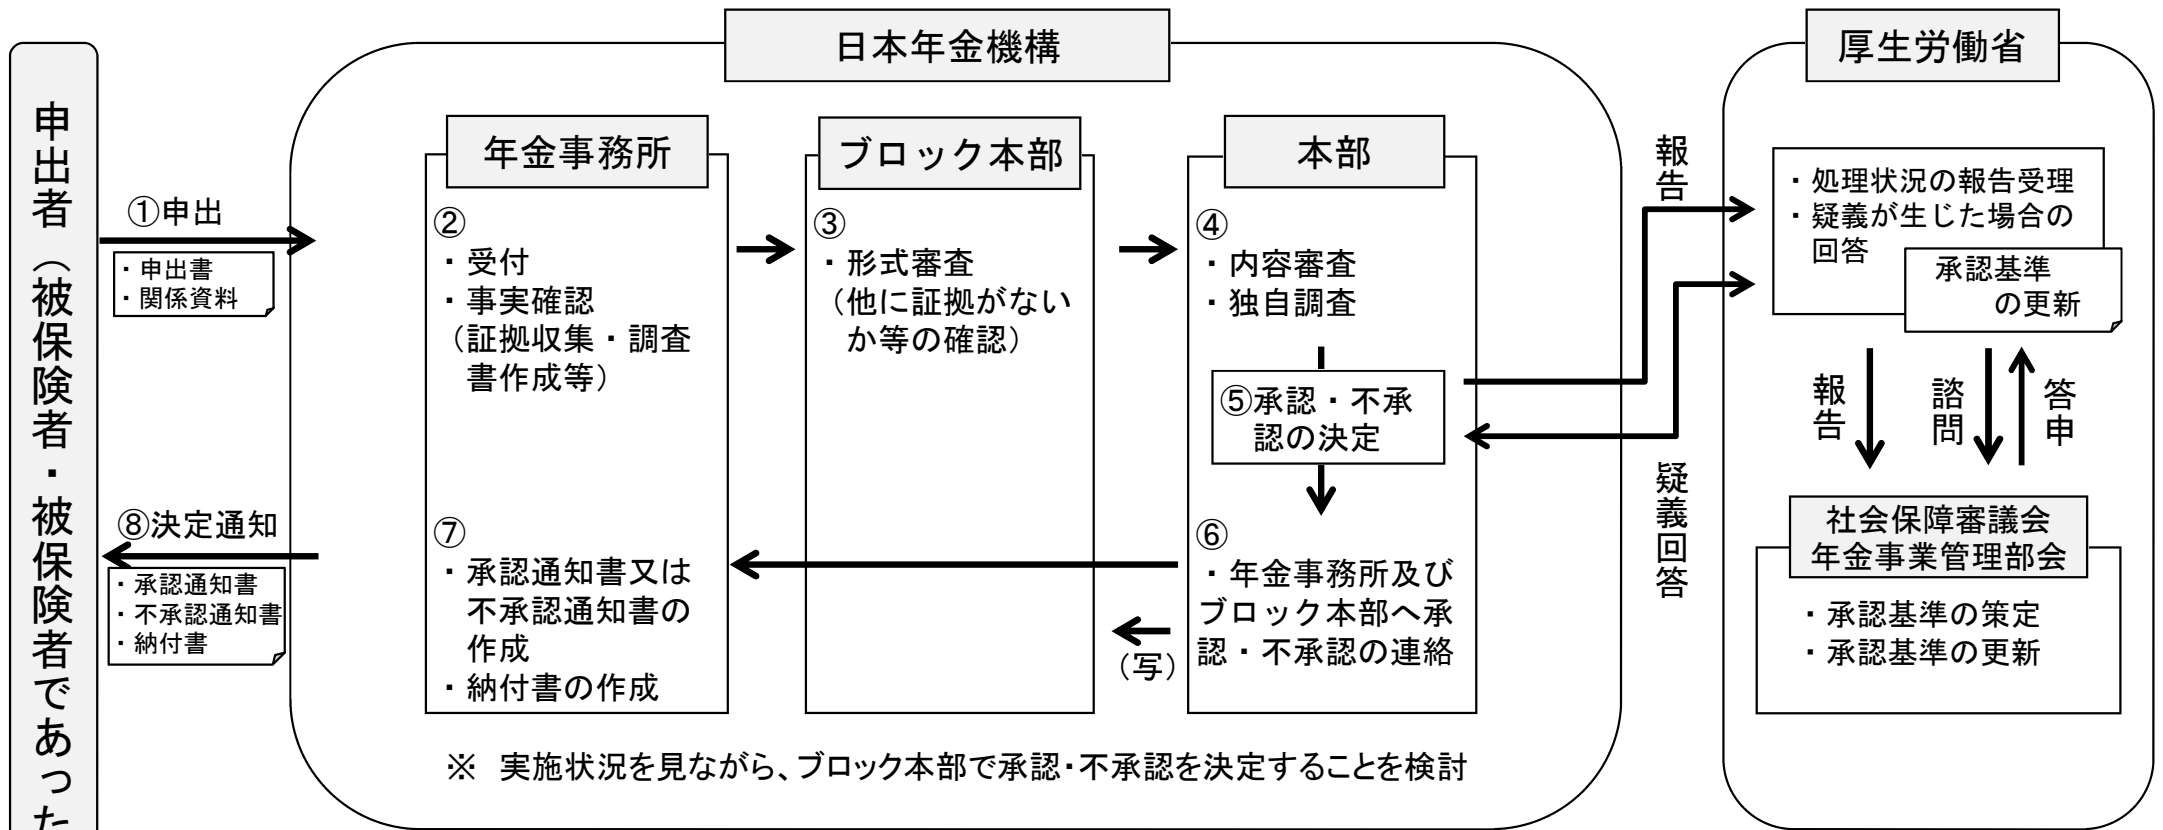 申出者（被保険者・被保険者であった
①申出
・申出書
・関係資料
⑧決定通知
・承認通知書
・不承認通知書
・納付書
日本年金機構
年金事務所
②
・受付
・事実確認
（証拠収集・調査
書作成等）
⑦
・承認通知書又は
不承認通知書の
作成
・納付書の作成
ブロック本部
③
・形式審査
（他に証拠がない
か等の確認）
本部
④
・内容審査
・独自調査
⑤承認・不承
認の決定
⑥
・年金事務所及び
ブロック本部へ承
認・不承認の連絡
（写）
※　実施状況を見ながら、ブロック本部で承認・不承認を決定することを検討
報告
疑義回答
厚生労働省
・処理状況の報告受理
・疑義が生じた場合の
回答
承認基準
の更新
報告
諮問
答申
社会保障審議会
年金事業管理部会
・承認基準の策定
・承認基準の更新